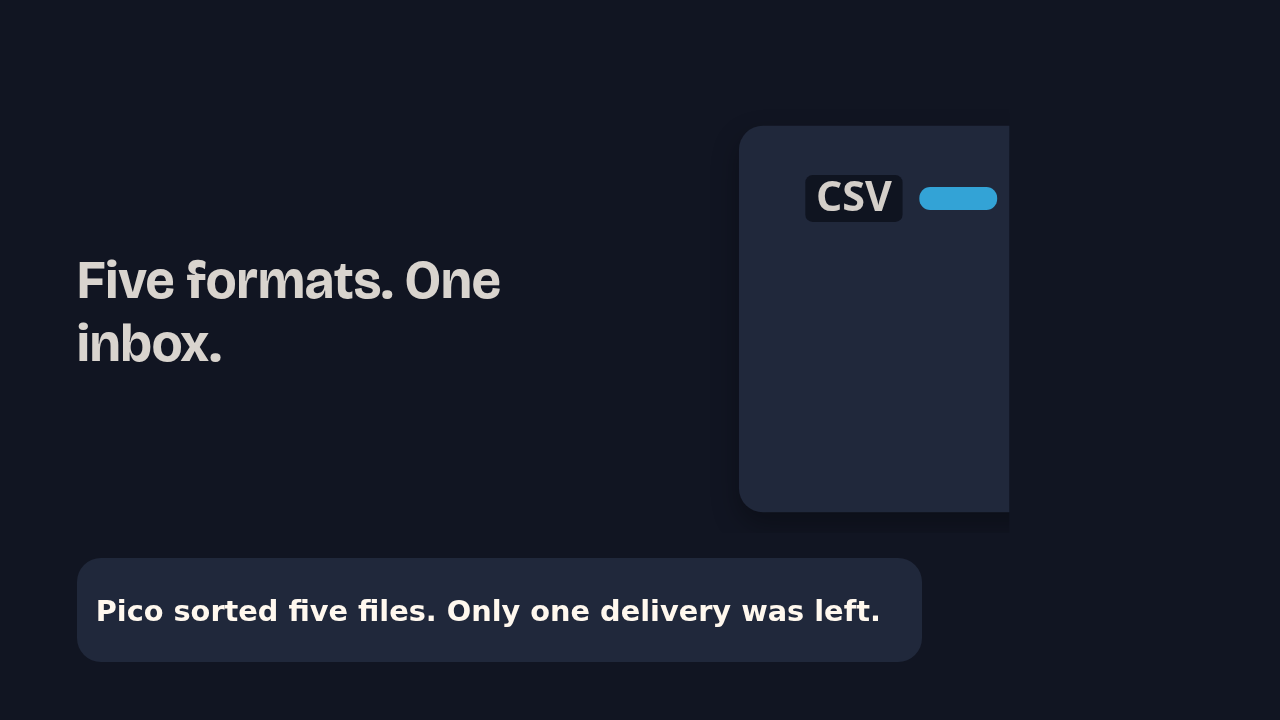 Five formats. One
inbox.
CSV
Pico sorted five files. Only one delivery was left.